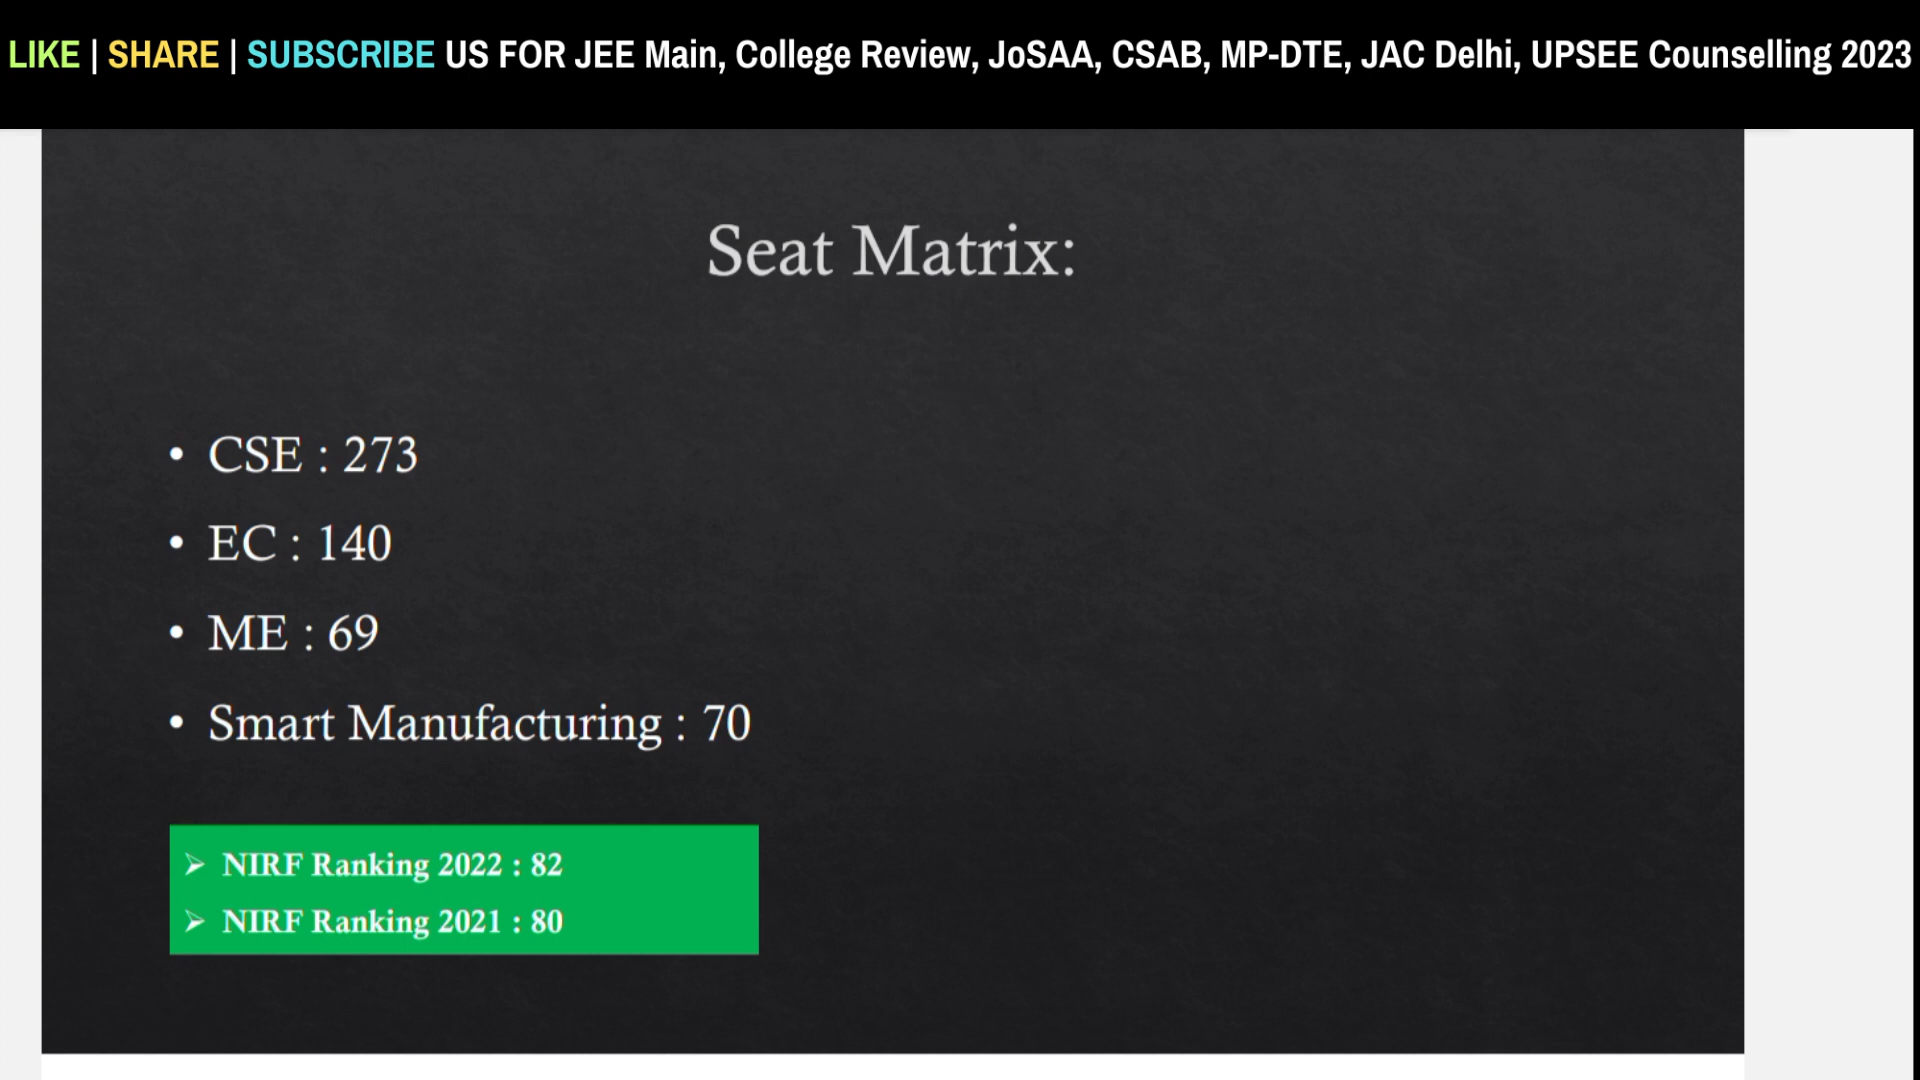 LIKE | SHARE | SUBSCRIBE US FOR JEE Main, College Review, JoSAA, CSAB, MP-DTE, JAC Delhi, UPSEE Counselling 2023
Seat Matrix:
• CSE : 273
• EC : 140
• ME : 69
• Smart Manufacturing : 70
➢ NIRF Ranking 2022 : 82
➢ NIRF Ranking 2021 : 80